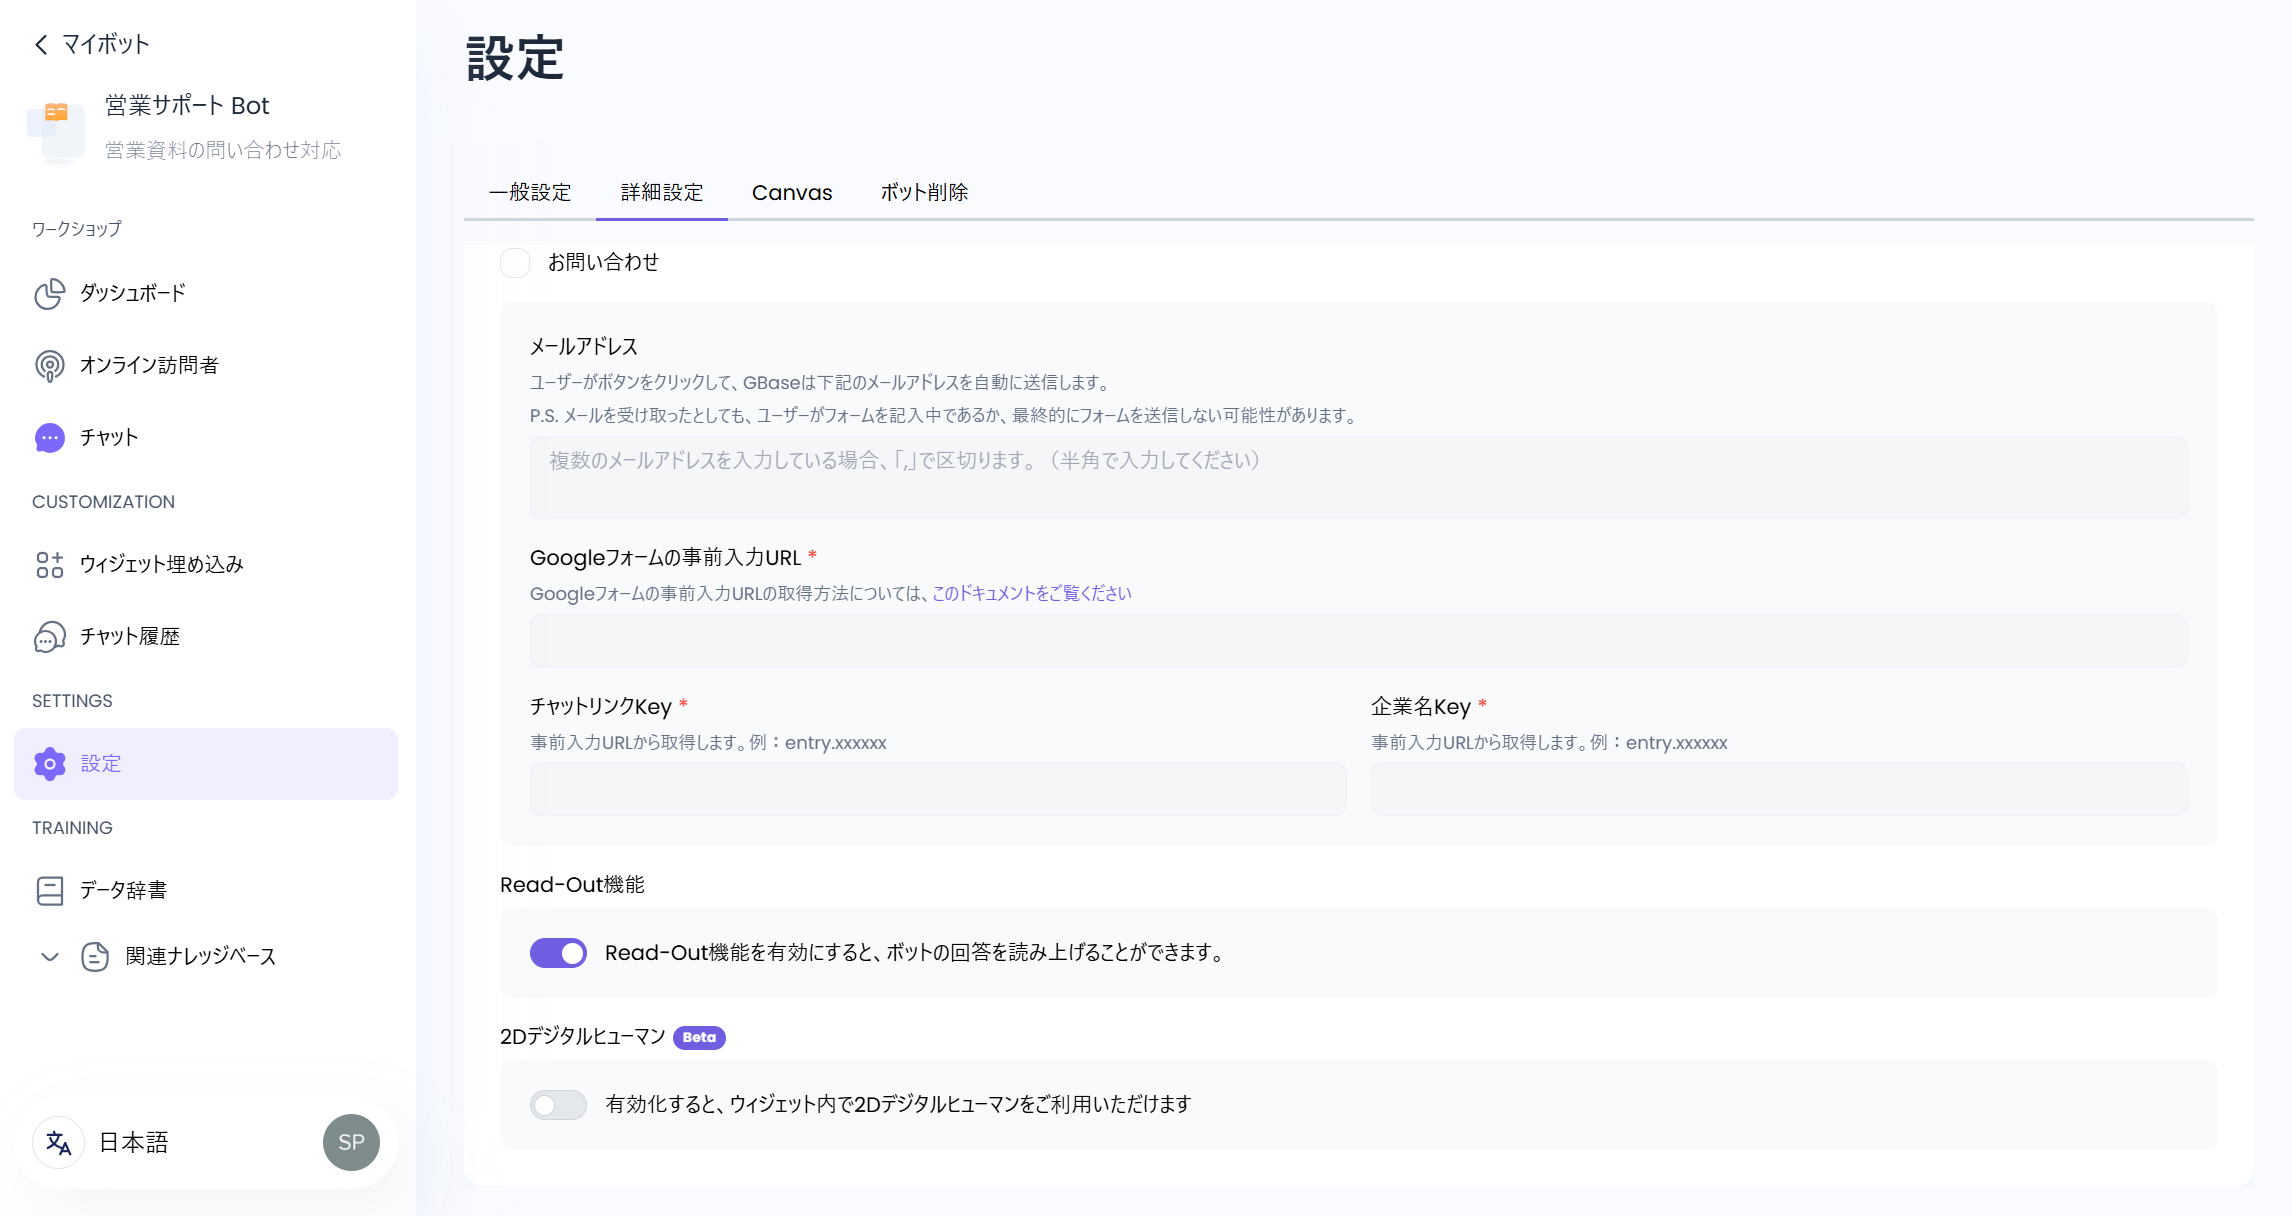 マイボット
営業サポート Bot
営業資料の問い合わせ対応
ワークショップ
ダッシュボード
オンライン訪問者
チャット
CUSTOMIZATION
ウィジェット埋め込み
チャット履歴
SETTINGS
設定
TRAINING
データ辞書
関連ナレッジベース
日本語
SP
設定
一般設定
詳細設定
Canvas
ボット削除
お問い合わせ
メールアドレス
ユーザーがボタンをクリックして、GBaseは下記のメールアドレスを自動に送信します。
P.S. メールを受け取ったとしても、ユーザーがフォームを記入中であるか、最終的にフォームを送信しない可能性があります。
複数のメールアドレスを入力している場合、「,」で区切ります。（半角で入力してください）
Googleフォームの事前入力URL *
Googleフォームの事前入力URLの取得方法については、このドキュメントをご覧ください
チャットリンクKey *
事前入力URLから取得します。例：entry.xxxxxx
企業名Key *
事前入力URLから取得します。例：entry.xxxxxx
Read-Out機能
Read-Out機能を有効にすると、ボットの回答を読み上げることができます。
2Dデジタルヒューマン Beta
有効化すると、ウィジェット内で2Dデジタルヒューマンをご利用いただけます